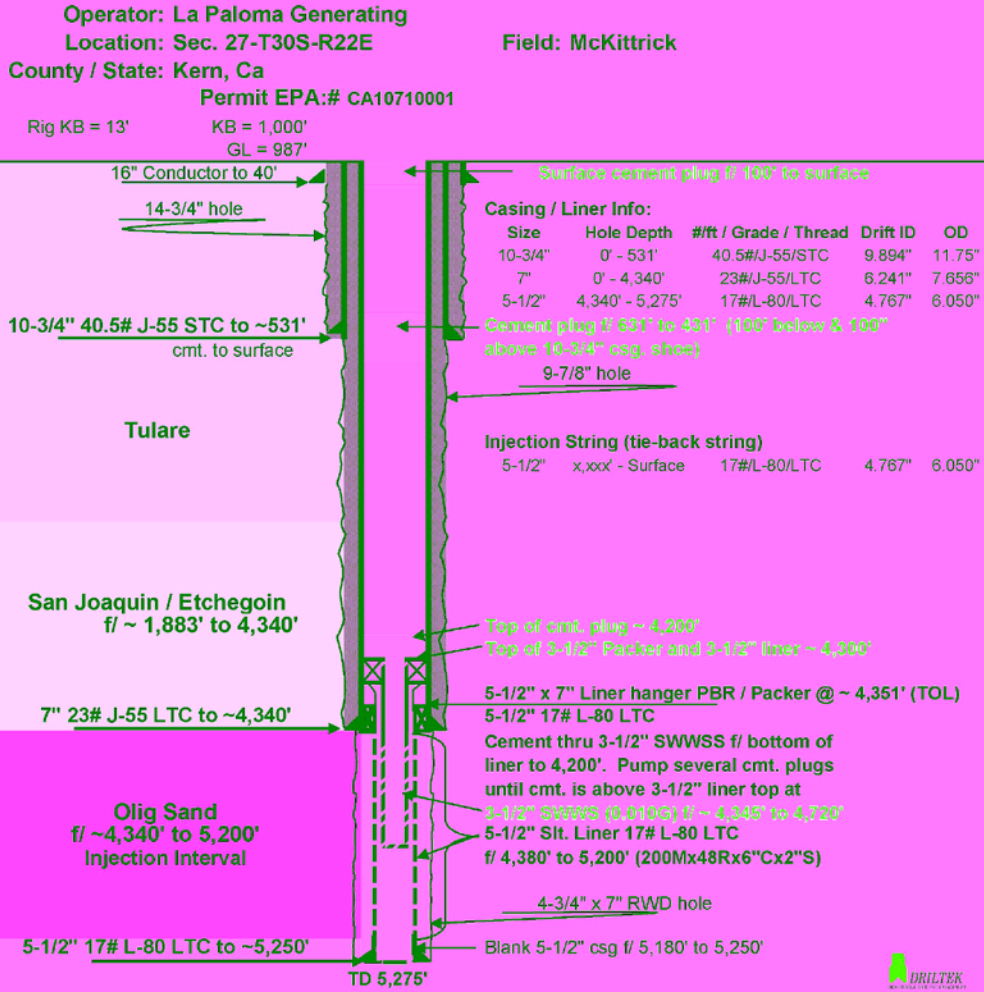 Operator: La Paloma Generating
Location: Sec. 27-T30S-R22E
Field: McKittrick
County / State: Kern, Ca
Permit EPA:# CA10710001
Rig KB = 13'
KB = 1,000'
GL = 987'
16" Conductor to 40'
Surface cement plug f/ 100' to surface
14-3/4" hole
Casing / Liner Info:
Size Hole Depth #/ft / Grade / Thread Drift ID OD
10-3/4" 0' - 531' 40.5#/J-55/STC 9.894" 11.75"
7" 0' - 4,340' 23#/J-55/LTC 6.241" 7.656"
5-1/2" 4,340' - 5,275' 17#/L-80/LTC 4.767" 6.050"
10-3/4" 40.5# J-55 STC to ~531'
cmt. to surface
Cement plug f/ 631' to 431' (100' below & 100"
above 10-3/4" csg. shoe)
9-7/8" hole
Tulare
Injection String (tie-back string)
5-1/2" x,xxx' - Surface 17#/L-80/LTC 4.767" 6.050"
San Joaquin / Etchegoin
f/ ~ 1,883' to 4,340'
Top of cmt. plug ~ 4,200'
Top of 3-1/2" Packer and 3-1/2" liner ~ 4,300'
5-1/2" x 7" Liner hanger PBR / Packer @ ~ 4,351' (TOL)
5-1/2" 17# L-80 LTC
7" 23# J-55 LTC to ~4,340'
Cement thru 3-1/2" SWWSS f/ bottom of
liner to 4,200'. Pump several cmt. plugs
until cmt. is above 3-1/2" liner top at
3-1/2" SWWS (0.010G) f/ ~ 4,345' to 4,720'
Olig Sand
f/ ~4,340' to 5,200'
Injection Interval
5-1/2" Slt. Liner 17# L-80 LTC
f/ 4,380' to 5,200' (200Mx48Rx6"Cx2"S)
4-3/4" x 7" RWD hole
5-1/2" 17# L-80 LTC to ~5,250'
Blank 5-1/2" csg f/ 5,180' to 5,250'
TD 5,275'
DRILTEK